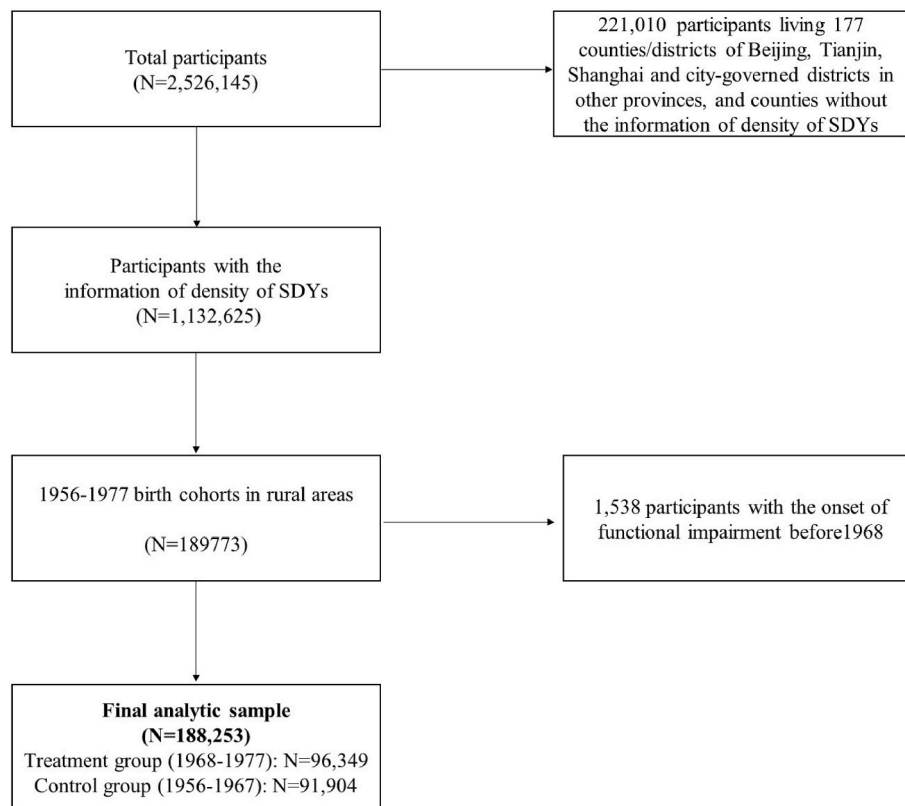 Total participants
(N=2,526,145)
221,010 participants living 177
counties/districts of Beijing, Tianjin,
Shanghai and city-governed districts in
other provinces, and counties without
the information of density of SDYs
Participants with the
information of density of SDYs
(N=1,132,625)
1956-1977 birth cohorts in rural areas
(N=189773)
1,538 participants with the onset of
functional impairment before1968
Final analytic sample
(N=188,253)
Treatment group (1968-1977): N=96,349
Control group (1956-1967): N=91,904